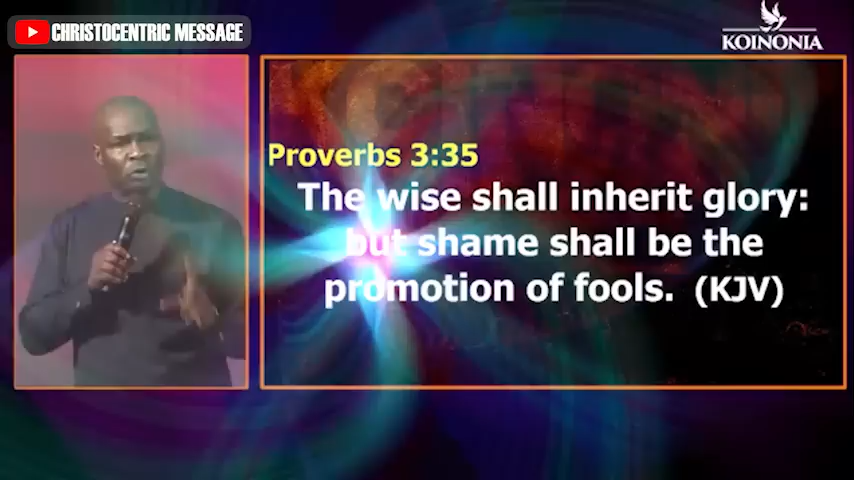 CHRISTOCENTRIC MESSAGE
KOINONIA
Proverbs 3:35
The wise shall inherit glory:
but shame shall be the
promotion of fools. (KJV)